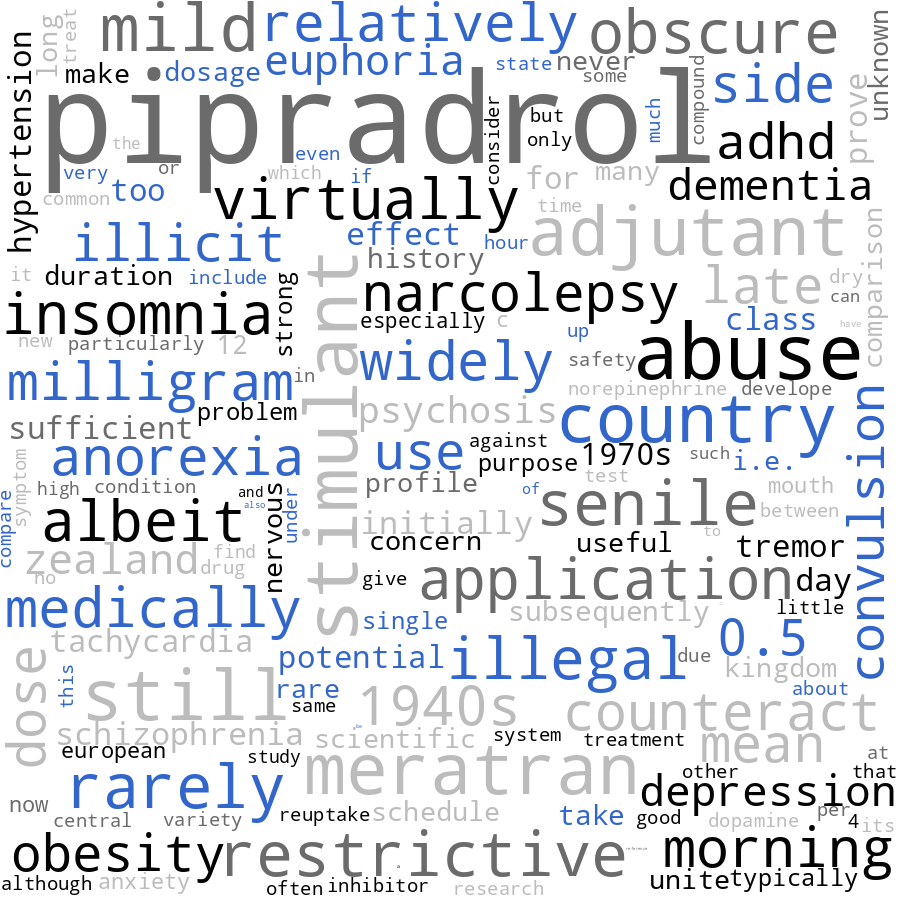 mild
relatively
obscure
long
treat
make
dosage
euphoria
state
never
some
side
unknown
hypertension
pipradrol
compound
much
consider
but
only
adhd
prove
the
even
very
or
which
if
for
many
dementia
common
too
virtually
time
adjutant
illicit
effect
hour
history
comparison
it
duration
include
strong
stimulant
narcolepsy
late
dry
can
insomnia
especially
c
class
have
new
particularly
12
up
safety
abuse
widely
milligram
in
norepinephrine
develope
problem
psychosis
country
convulsion
sufficient
against
use
purpose
1970s
such
i.e.
anorexia
symptom
compare
high
condition
and
also
under
nervous
profile
of
test
mouth
albeit
initially
senile
between
concern
useful
to
tremor
zealand
find
drug
no
give
application
day
medically
subsequently
little
single
tachycardia
0.5
potential
illegal
due
kingdom
dose
this
still
rare
same
1940s
about
counteract
schizophrenia
scientific
system
treatment
mean
european
study
meratran
at
other
that
rarely
depression
now
central
variety
reuptake
schedule
take
good
dopamine
per
4
its
obesity
restrictive
morning
although
anxiety
often
inhibitor
research
unite
typically